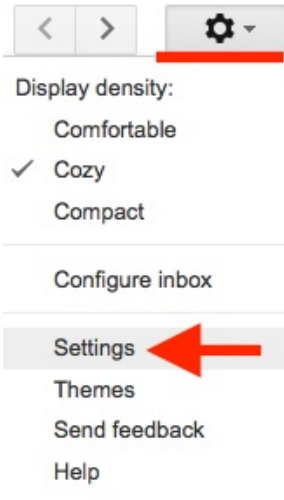 Display density:
Comfortable
Cozy
Compact
Configure inbox
Settings
Themes
Send feedback
Help